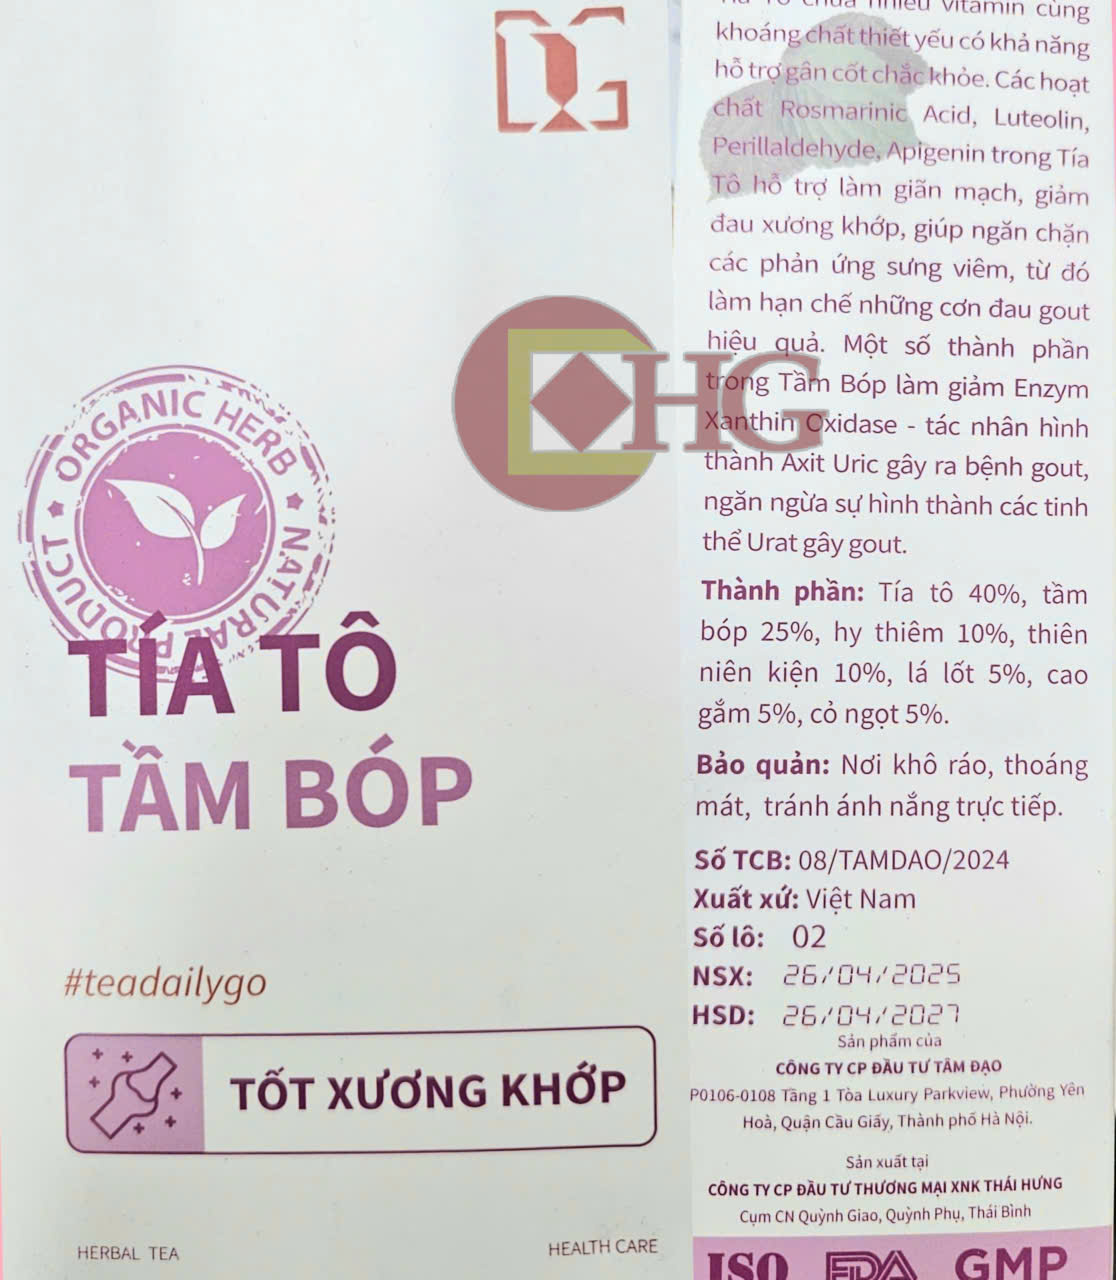 DG
ORGANIC HERB ★ NATURAL PRODUCT ★
TÍA TÔ
TẦM BÓP
#teadailygo
TỐT XƯƠNG KHỚP
HERBAL TEA
HEALTH CARE
HG
Tía Tô chứa nhiều vitamin cùng
khoáng chất thiết yếu có khả năng
hỗ trợ gân cốt chắc khỏe. Các hoạt
chất Rosmarinic Acid, Luteolin,
Perillaldehyde, Apigenin trong Tía
Tô hỗ trợ làm giãn mạch, giảm
đau xương khớp, giúp ngăn chặn
các phản ứng sưng viêm, từ đó
làm hạn chế những cơn đau gout
hiệu quả. Một số thành phần
trong Tầm Bóp làm giảm Enzym
Xanthin Oxidase - tác nhân hình
thành Axit Uric gây ra bệnh gout,
ngăn ngừa sự hình thành các tinh
thể Urat gây gout.
Thành phần: Tía tô 40%, tầm
bóp 25%, hy thiêm 10%, thiên
niên kiện 10%, lá lốt 5%, cao
gắm 5%, cỏ ngọt 5%.
Bảo quản: Nơi khô ráo, thoáng
mát, tránh ánh nắng trực tiếp.
Số TCB: 08/TAMDAO/2024
Xuất xứ: Việt Nam
Số lô: 02
NSX: 26/04/2025
HSD: 26/04/2027
Sản phẩm của
CÔNG TY CP ĐẦU TƯ TÂM ĐẠO
P0106-0108 Tầng 1 Tòa Luxury Parkview, Phường Yên
Hoà, Quận Cầu Giấy, Thành phố Hà Nội.
Sản xuất tại
CÔNG TY CP ĐẦU TƯ THƯƠNG MẠI XNK THÁI HƯNG
Cụm CN Quỳnh Giao, Quỳnh Phụ, Thái Bình
ISO FDA GMP